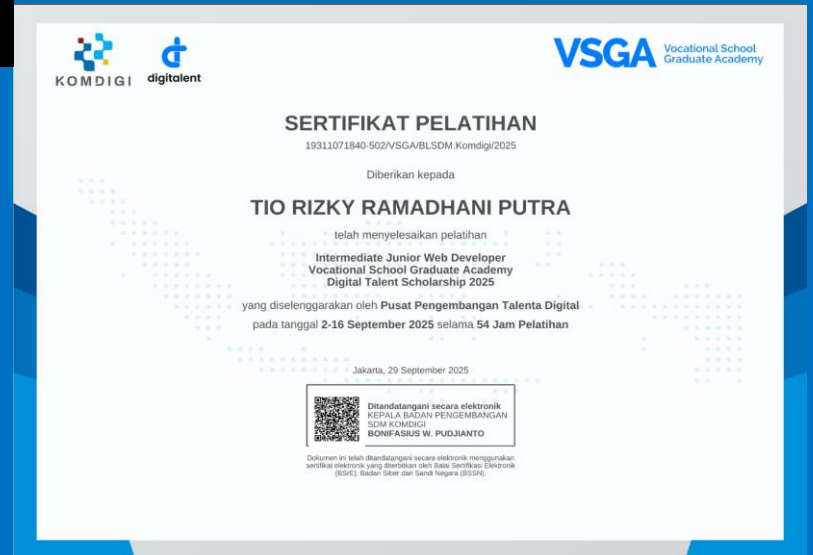 KOMDIGI
digitalent
VSGA Vocational School
Graduate Academy
SERTIFIKAT PELATIHAN
19311071840-502/VSGA/BLSDM.Komdigi/2025
Diberikan kepada
TIO RIZKY RAMADHANI PUTRA
telah menyelesaikan pelatihan
Intermediate Junior Web Developer
Vocational School Graduate Academy
Digital Talent Scholarship 2025
yang diselenggarakan oleh Pusat Pengembangan Talenta Digital
pada tanggal 2-16 September 2025 selama 54 Jam Pelatihan
Jakarta, 29 September 2025
Ditandatangani secara elektronik
KEPALA BADAN PENGEMBANGAN
SDM KOMDIGI
BONIFASIUS W. PUDJIANTO
Dokumen ini telah ditandatangani secara elektronik menggunakan
sertifikat elektronik yang diterbitkan oleh Balai Sertifikasi Elektronik
(BSrE), Badan Siber dan Sandi Negara (BSSN).